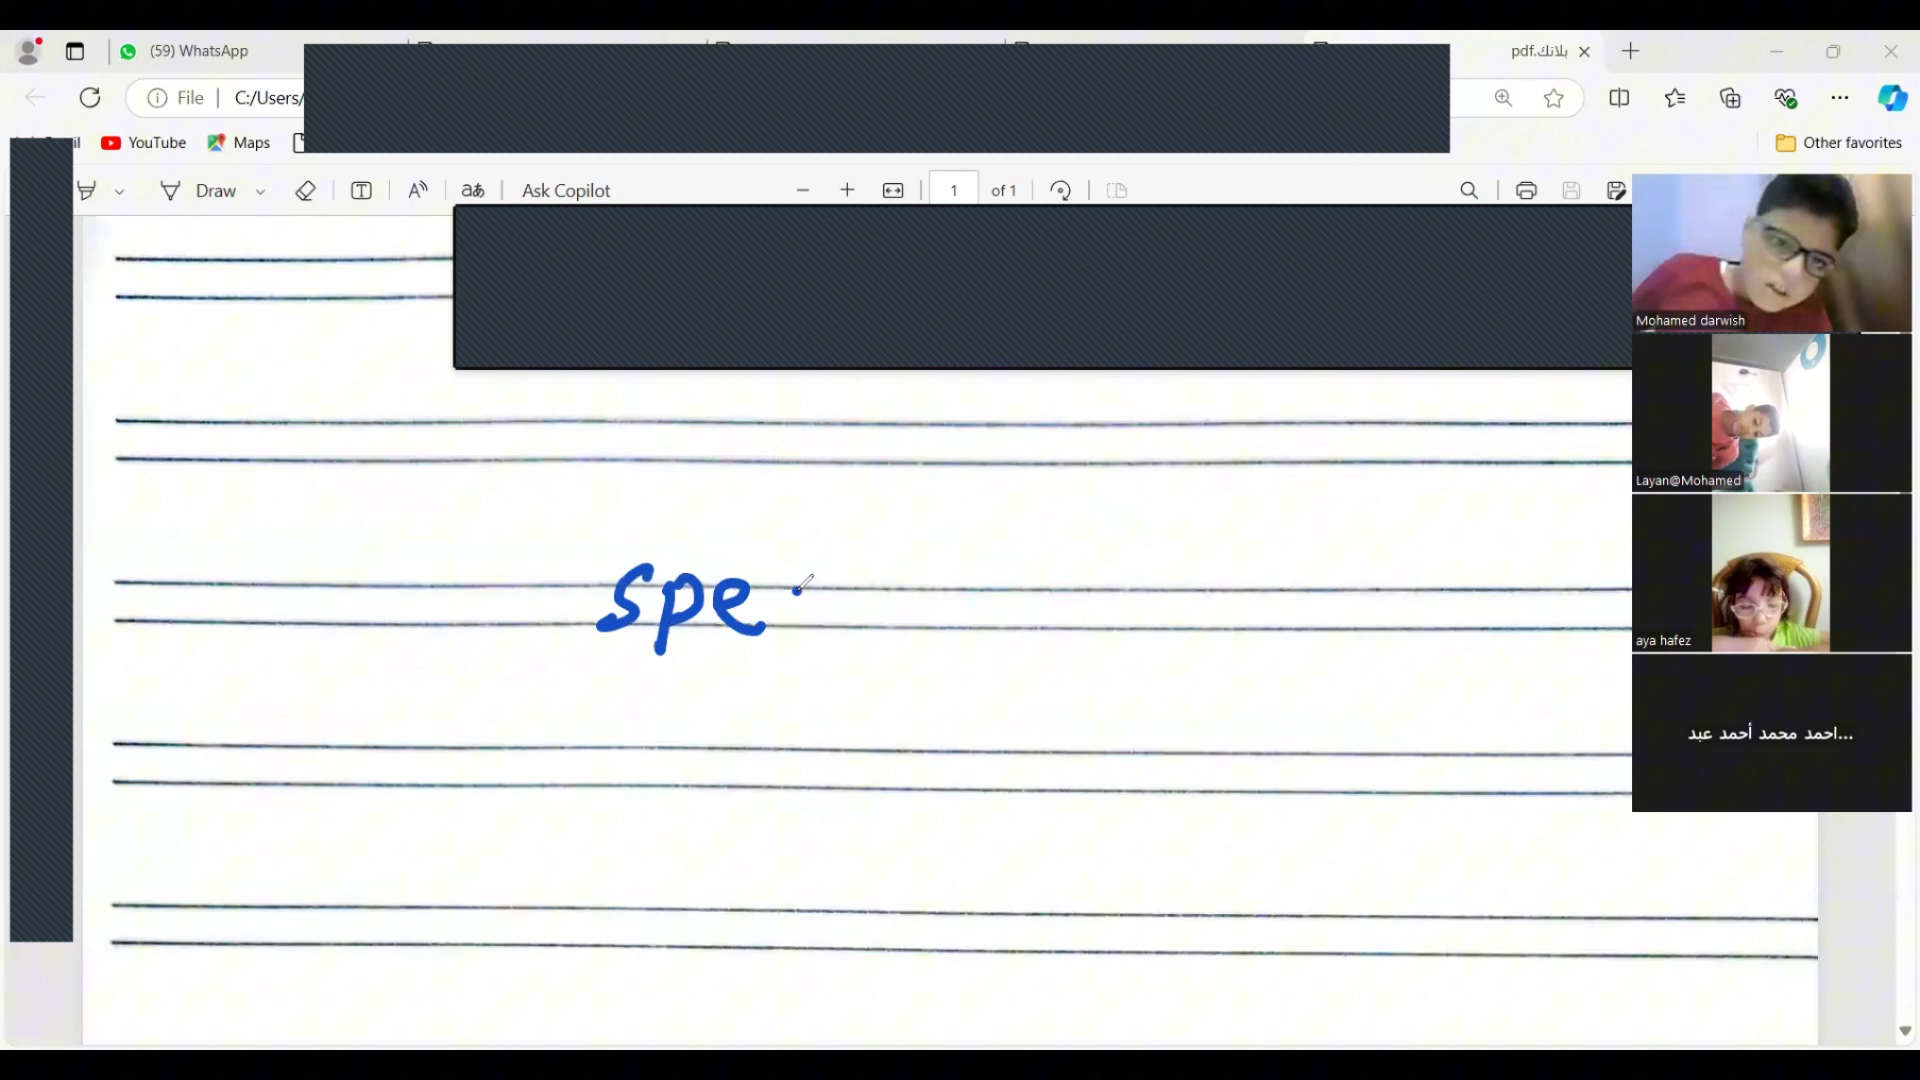 (59) WhatsApp
بلانك.pdf
File
C:/Users/
YouTube
Maps
Other favorites
Draw
Ask Copilot
1
of 1
Mohamed darwish
Layan@Mohamed
spe
aya hafez
احمد محمد أحمد عبد...